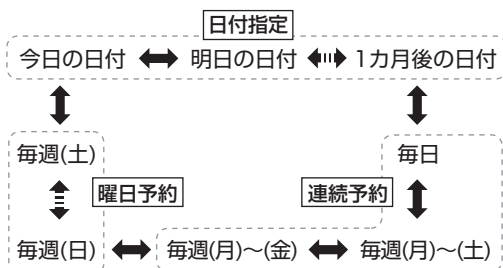 日付指定
今日の日付 明日の日付 1カ月後の日付
毎週(土) 毎日
曜日予約 連続予約
毎週(日) 毎週(月)～(金) 毎週(月)～(土)